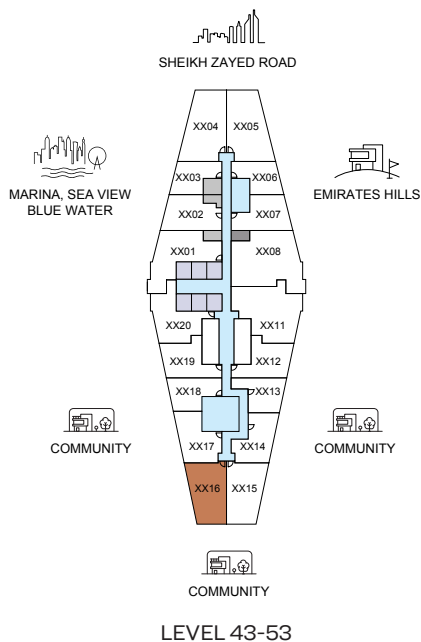 SHEIKH ZAYED ROAD
XX04 XX05
XX03 XX06
MARINA, SEA VIEW
BLUE WATER
EMIRATES HILLS
XX02 XX07
XX01 XX08
XX20 XX11
XX19 XX12
XX18 XX13
COMMUNITY
COMMUNITY
XX17 XX14
XX16 XX15
COMMUNITY
LEVEL 43-53